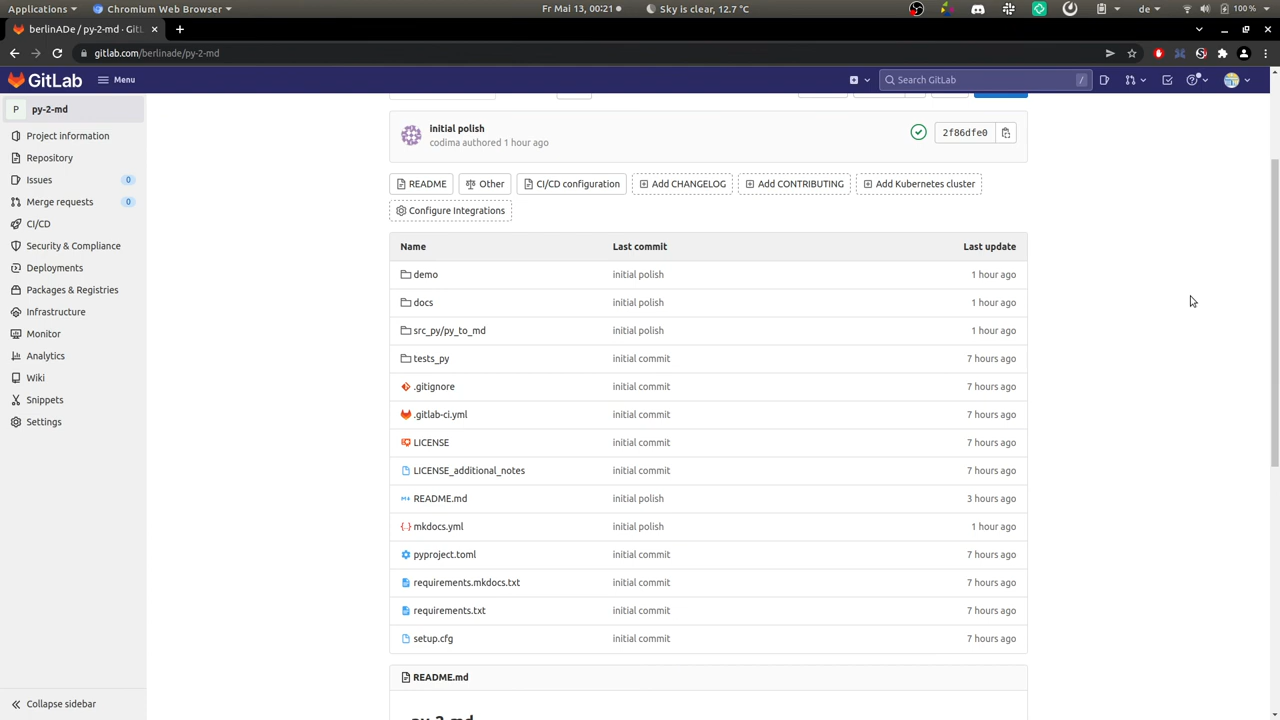 Applications
Chromium Web Browser
Fr Mai 13, 00:21
Sky is clear, 12.7 °C
de
100 %
berlinADe / py-2-md · GitL
gitlab.com/berlinade/py-2-md
GitLab
Menu
Search GitLab
/
P
py-2-md
Project information
Repository
Issues 0
Merge requests 0
CI/CD
Security & Compliance
Deployments
Packages & Registries
Infrastructure
Monitor
Analytics
Wiki
Snippets
Settings
Collapse sidebar
initial polish
codima authored 1 hour ago
2f86dfe0
README
Other
CI/CD configuration
Add CHANGELOG
Add CONTRIBUTING
Add Kubernetes cluster
Configure Integrations
Name Last commit Last update
demo initial polish 1 hour ago
docs initial polish 1 hour ago
src_py/py_to_md initial polish 1 hour ago
tests_py initial commit 7 hours ago
.gitignore initial commit 7 hours ago
.gitlab-ci.yml initial commit 7 hours ago
LICENSE initial commit 7 hours ago
LICENSE_additional_notes initial commit 7 hours ago
README.md initial polish 3 hours ago
mkdocs.yml initial polish 1 hour ago
pyproject.toml initial commit 7 hours ago
requirements.mkdocs.txt initial commit 7 hours ago
requirements.txt initial commit 7 hours ago
setup.cfg initial commit 7 hours ago
README.md
py-2-md